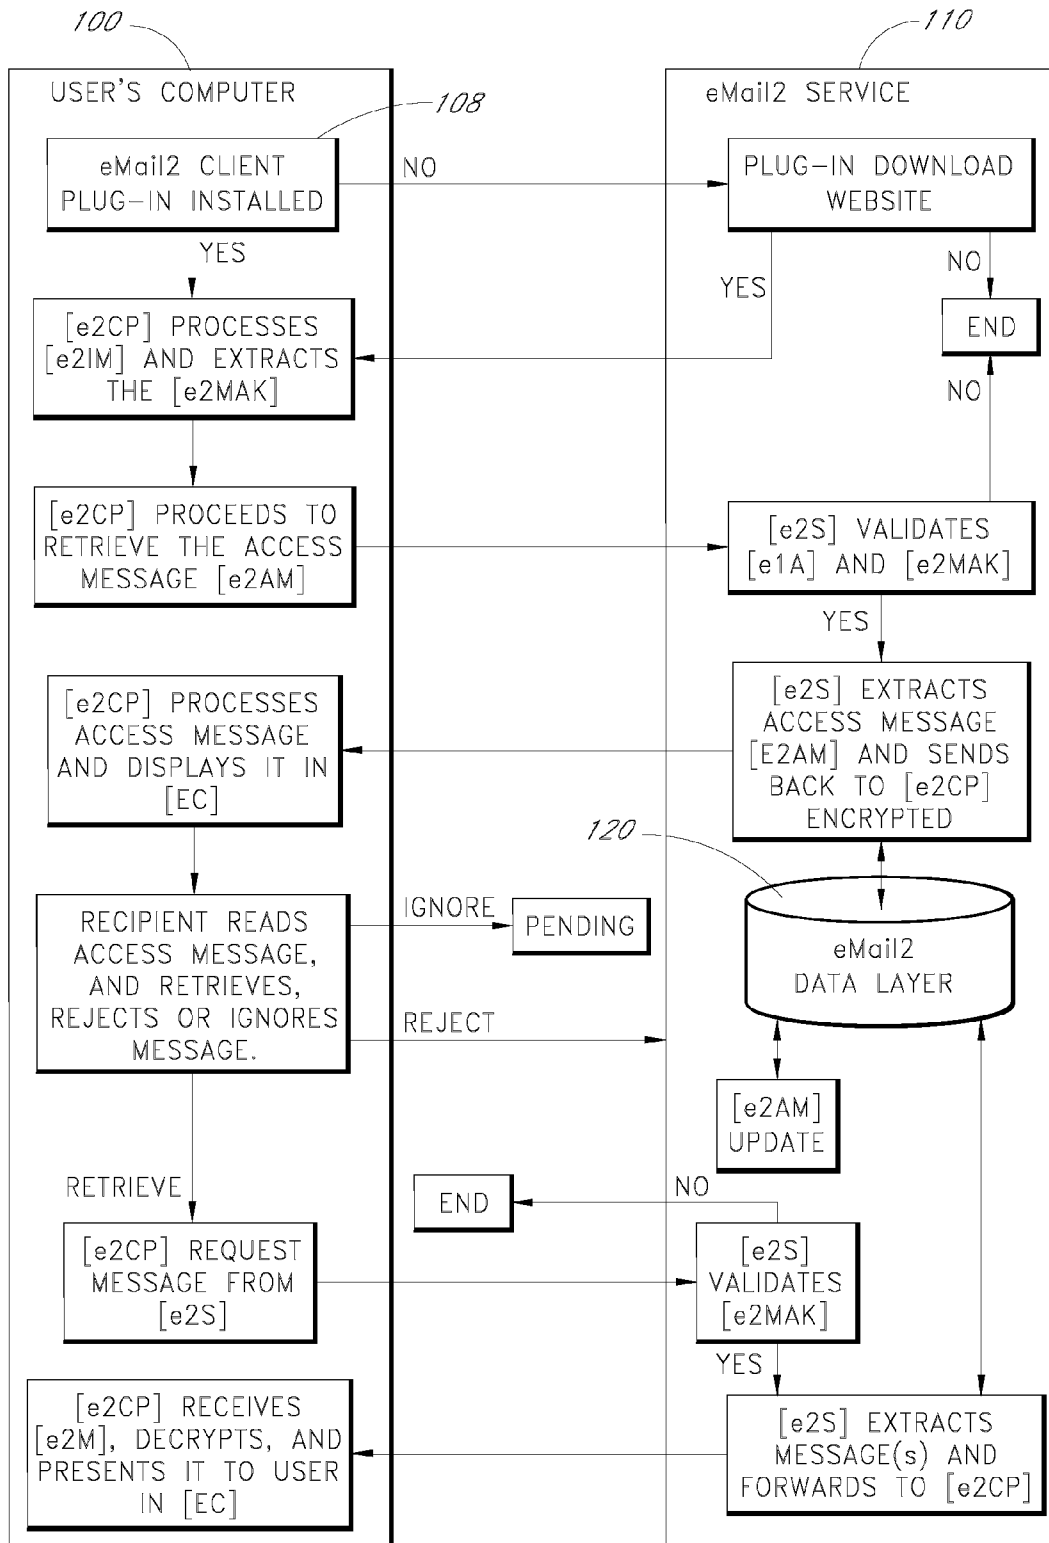 100
110
USER'S COMPUTER
eMail2 SERVICE
108
eMail2 CLIENT
PLUG-IN INSTALLED
NO
PLUG-IN DOWNLOAD
WEBSITE
YES
YES
NO
END
[e2CP] PROCESSES
[e2IM] AND EXTRACTS
THE [e2MAK]
NO
[e2CP] PROCEEDS TO
RETRIEVE THE ACCESS
MESSAGE [e2AM]
[e2S] VALIDATES
[e1A] AND [e2MAK]
YES
[e2CP] PROCESSES
ACCESS MESSAGE
AND DISPLAYS IT IN
[EC]
[e2S] EXTRACTS
ACCESS MESSAGE
[E2AM] AND SENDS
BACK TO [e2CP]
ENCRYPTED
120
RECIPIENT READS
ACCESS MESSAGE,
AND RETRIEVES,
REJECTS OR IGNORES
MESSAGE.
IGNORE
PENDING
REJECT
eMail2
DATA LAYER
[e2AM]
UPDATE
RETRIEVE
END
NO
[e2CP] REQUEST
MESSAGE FROM
[e2S]
[e2S]
VALIDATES
[e2MAK]
YES
[e2CP] RECEIVES
[e2M], DECRYPTS, AND
PRESENTS IT TO USER
IN [EC]
[e2S] EXTRACTS
MESSAGE(s) AND
FORWARDS TO [e2CP]